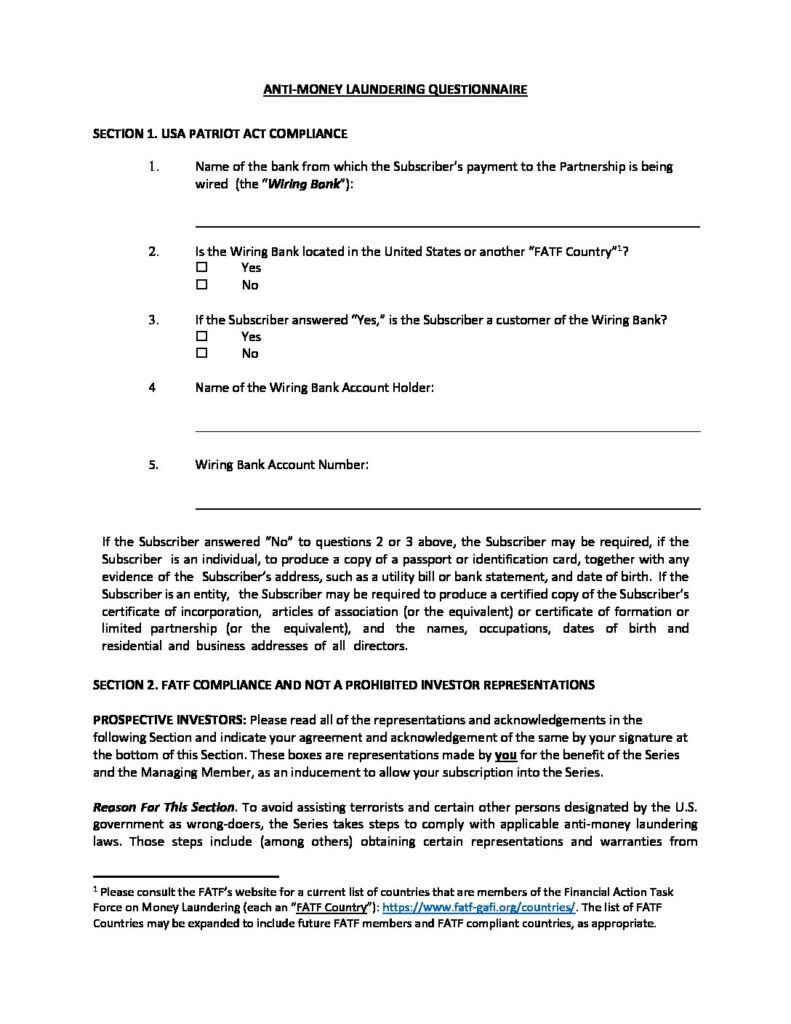 ANTI-MONEY LAUNDERING QUESTIONNAIRE
SECTION 1. USA PATRIOT ACT COMPLIANCE
1. Name of the bank from which the Subscriber's payment to the Partnership is being
wired (the "Wiring Bank"):
2. Is the Wiring Bank located in the United States or another "FATF Country"1?
☐ Yes
☐ No
3. If the Subscriber answered "Yes," is the Subscriber a customer of the Wiring Bank?
☐ Yes
☐ No
4 Name of the Wiring Bank Account Holder:
5. Wiring Bank Account Number:
If the Subscriber answered "No" to questions 2 or 3 above, the Subscriber may be required, if the
Subscriber is an individual, to produce a copy of a passport or identification card, together with any
evidence of the Subscriber's address, such as a utility bill or bank statement, and date of birth. If the
Subscriber is an entity, the Subscriber may be required to produce a certified copy of the Subscriber's
certificate of incorporation, articles of association (or the equivalent) or certificate of formation or
limited partnership (or the equivalent), and the names, occupations, dates of birth and
residential and business addresses of all directors.
SECTION 2. FATF COMPLIANCE AND NOT A PROHIBITED INVESTOR REPRESENTATIONS
PROSPECTIVE INVESTORS: Please read all of the representations and acknowledgements in the
following Section and indicate your agreement and acknowledgement of the same by your signature at
the bottom of this Section. These boxes are representations made by you for the benefit of the Series
and the Managing Member, as an inducement to allow your subscription into the Series.
Reason For This Section. To avoid assisting terrorists and certain other persons designated by the U.S.
government as wrong-doers, the Series takes steps to comply with applicable anti-money laundering
laws. Those steps include (among others) obtaining certain representations and warranties from
1 Please consult the FATF's website for a current list of countries that are members of the Financial Action Task
Force on Money Laundering (each an "FATF Country"): https://www.fatf-gafi.org/countries/. The list of FATF
Countries may be expanded to include future FATF members and FATF compliant countries, as appropriate.